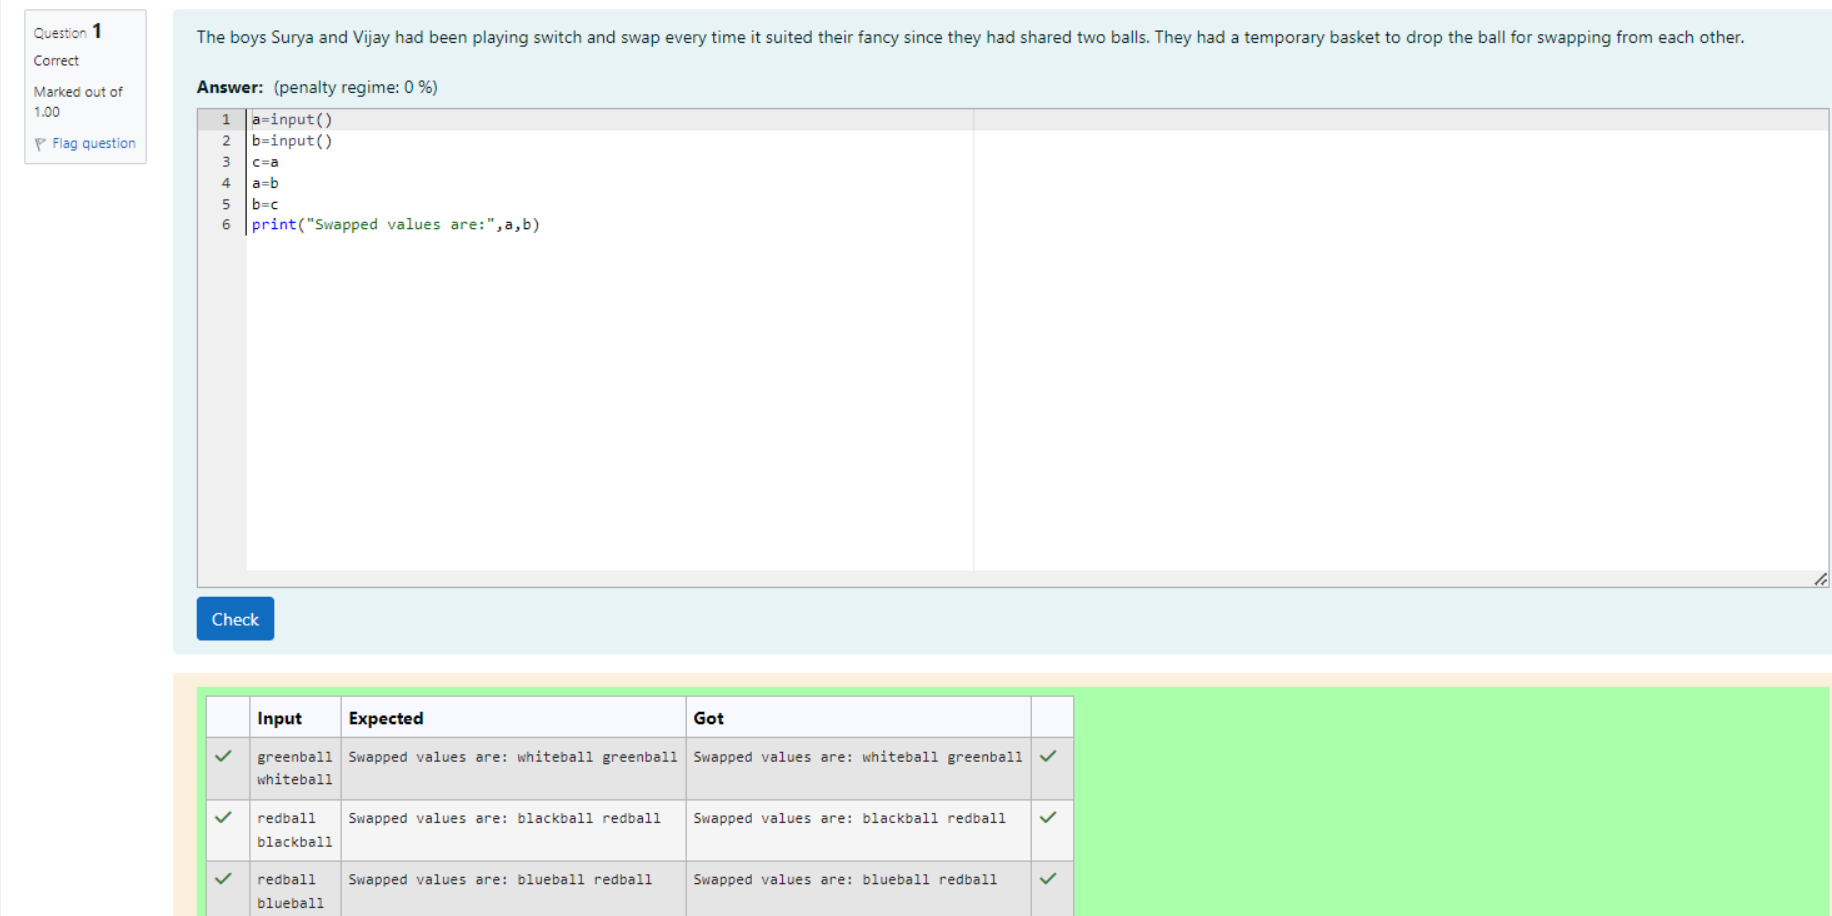 Question 1
Correct
Marked out of
1.00
Flag question
The boys Surya and Vijay had been playing switch and swap every time it suited their fancy since they had shared two balls. They had a temporary basket to drop the ball for swapping from each other.
Answer: (penalty regime: 0 %)
1 a=input()
2 b=input()
3 c=a
4 a=b
5 b=c
6 print("Swapped values are:",a,b)
Check
Input Expected Got
greenball Swapped values are: whiteball greenball Swapped values are: whiteball greenball
whiteball
redball Swapped values are: blackball redball Swapped values are: blackball redball
blackball
redball Swapped values are: blueball redball Swapped values are: blueball redball
blueball